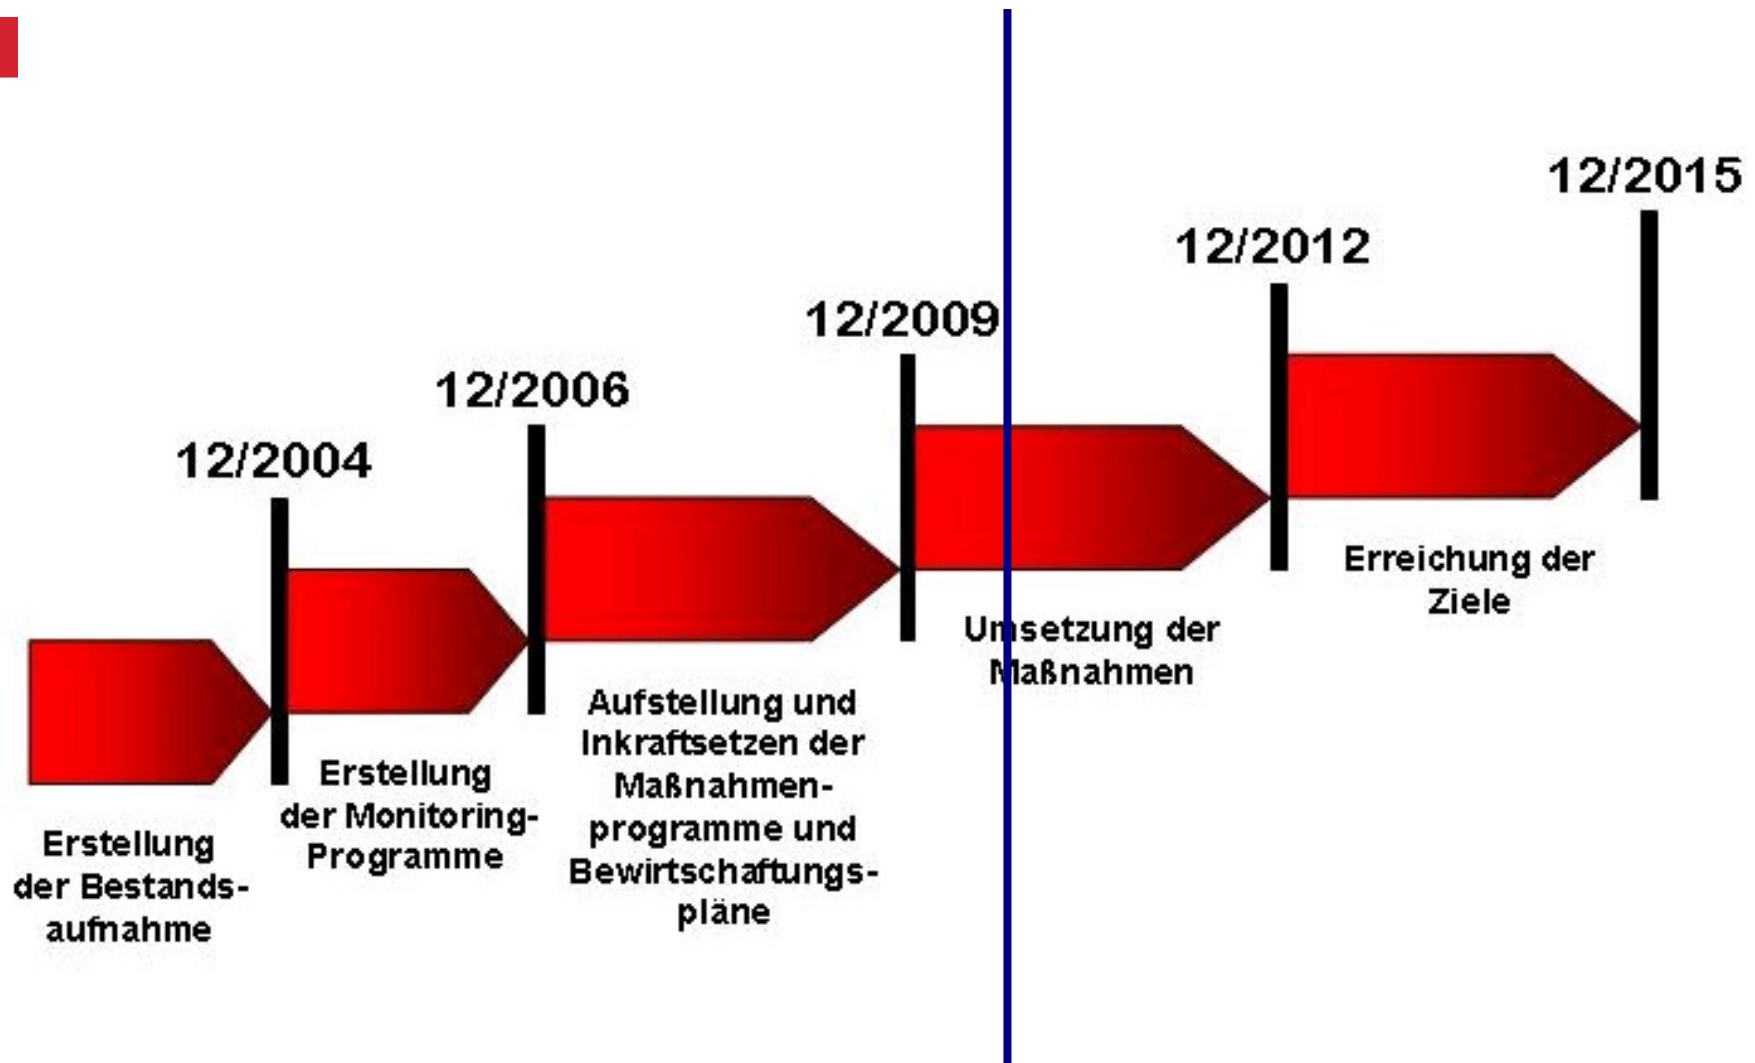 12/2004
12/2006
12/2009
12/2012
12/2015
Erstellung
der Bestands-
aufnahme
Erstellung
der Monitoring-
Programme
Aufstellung und
Inkraftsetzen der
Maßnahmen-
programme und
Bewirtschaftungs-
pläne
Umsetzung der
Maßnahmen
Erreichung der
Ziele